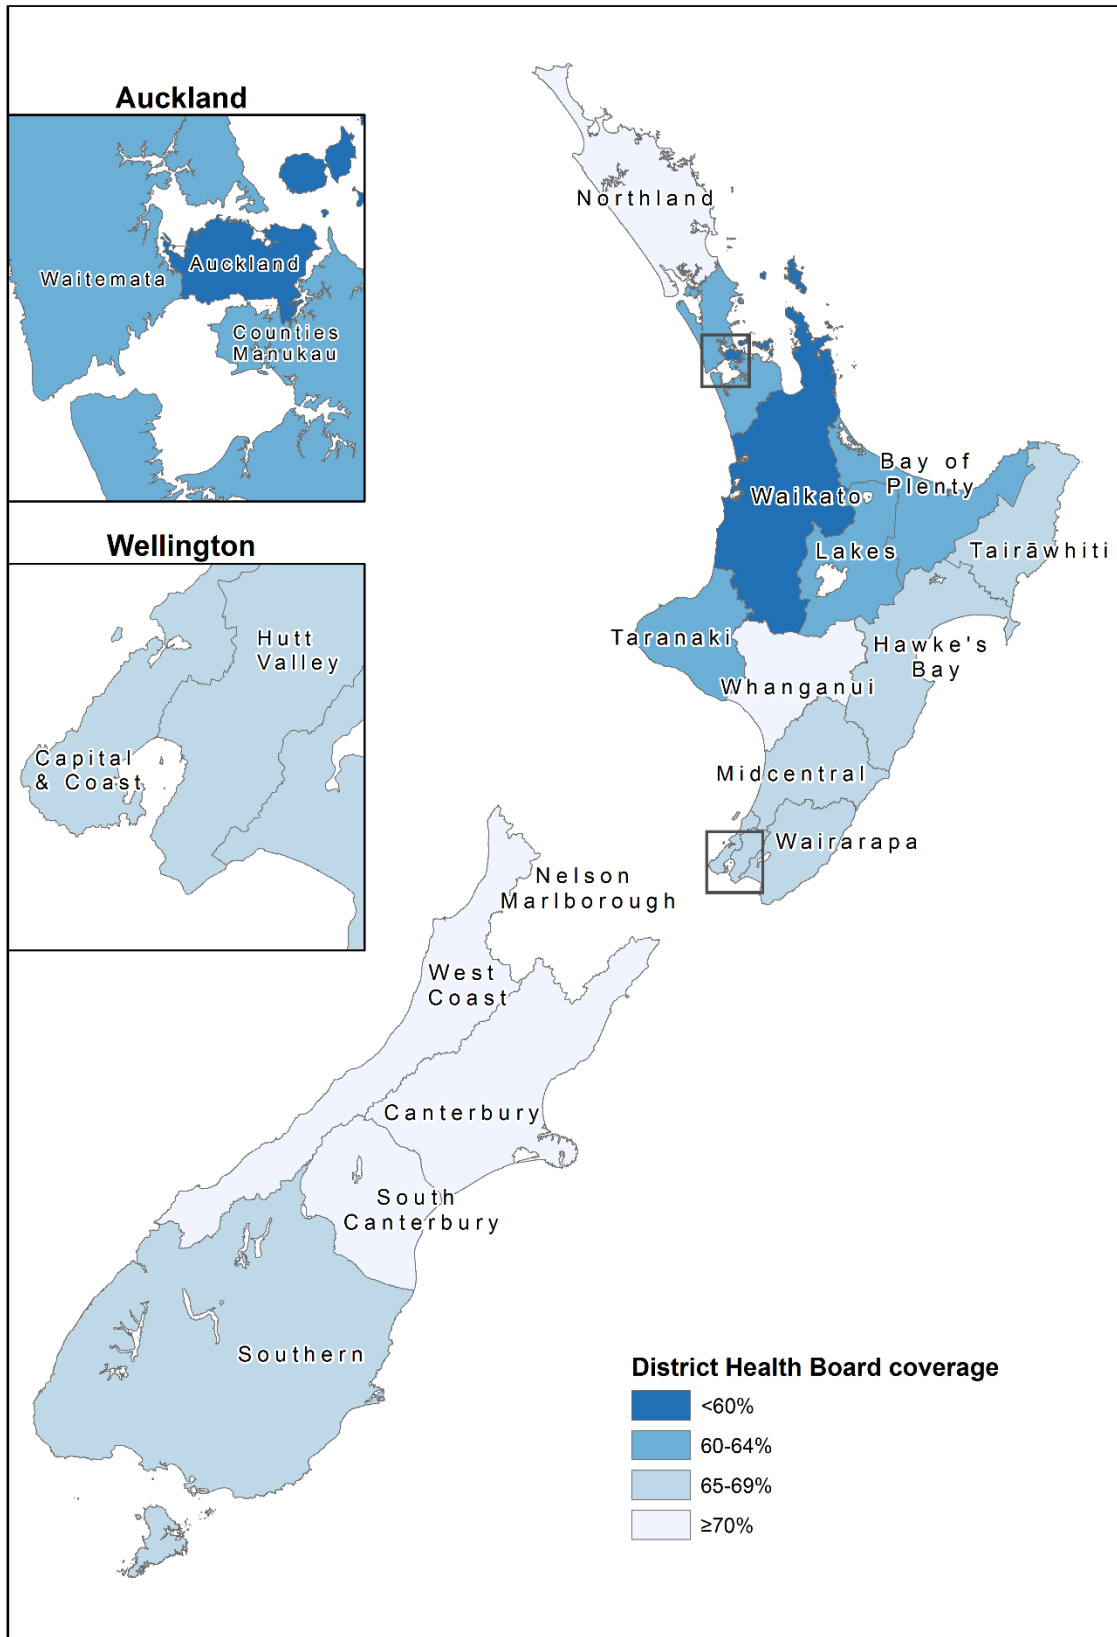 Auckland
Waitemata
Auckland
Counties
Manukau
Wellington
Hutt
Valley
Capital
& Coast
Northland
Bay of
Plenty
Waikato
Lakes
Tairāwhiti
Taranaki
Hawke's
Bay
Whanganui
Midcentral
Wairarapa
Nelson
Marlborough
West
Coast
Canterbury
South
Canterbury
Southern
District Health Board coverage
<60%
60-64%
65-69%
≥70%